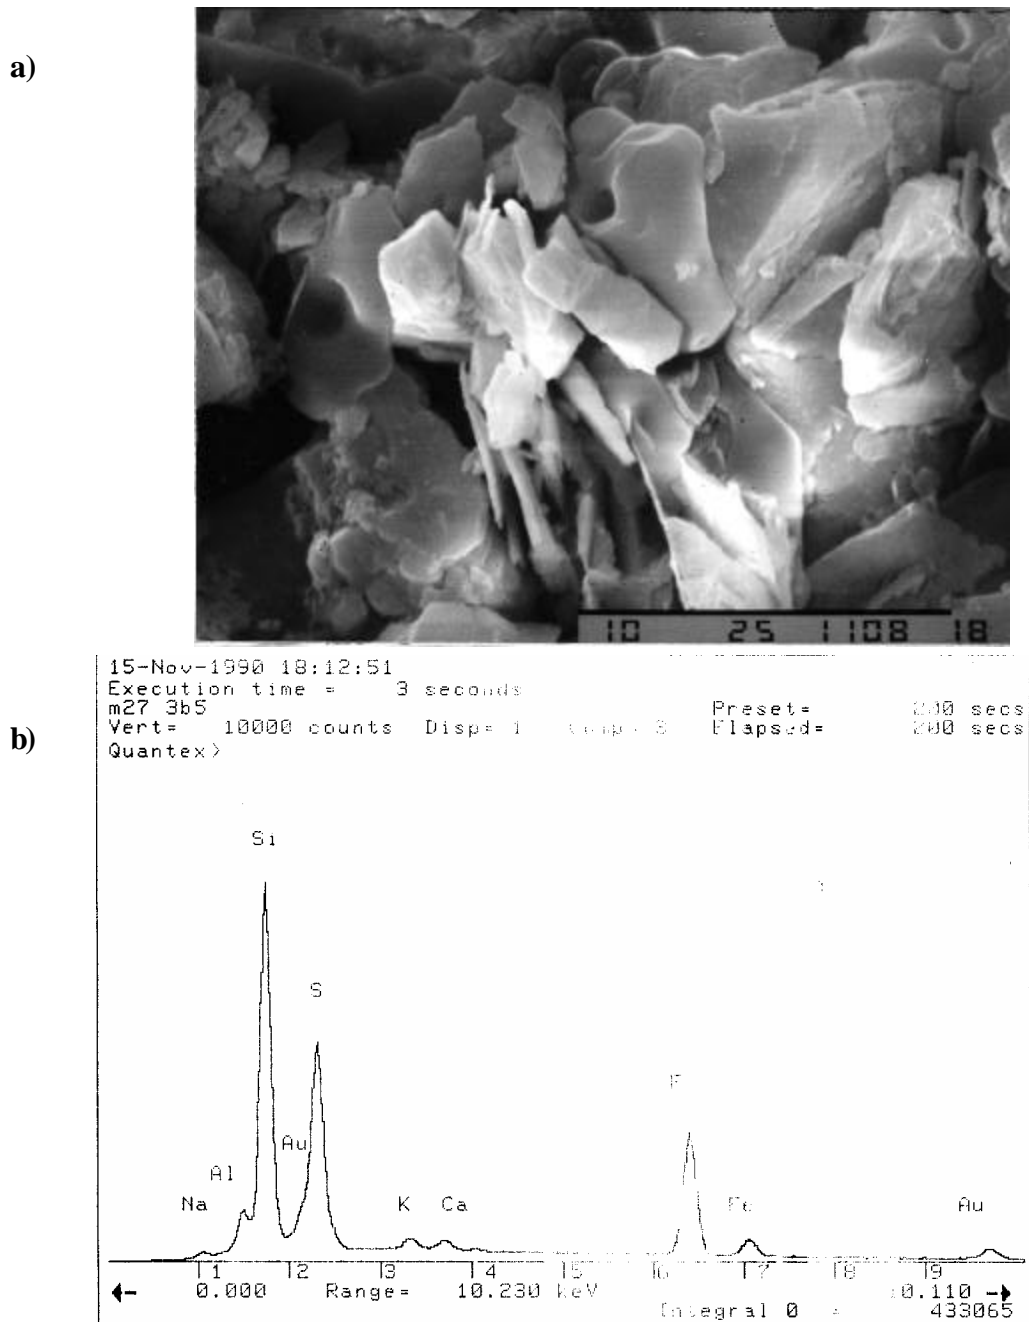 a)
10 25 1108 18
b)
15-Nov-1990 18:12:51
Execution time = 3 seconds
m27 3b5 Preset= 200 secs
Vert= 10000 counts Disp= 1 Elapsed= 200 secs
Quantex>
Si
S
Au
Al
Na K Ca Fe Au
1 2 3 4 5 6 7 8 9
0.000 Range= 10.230 keV 10.110
Integral 0 = 433065